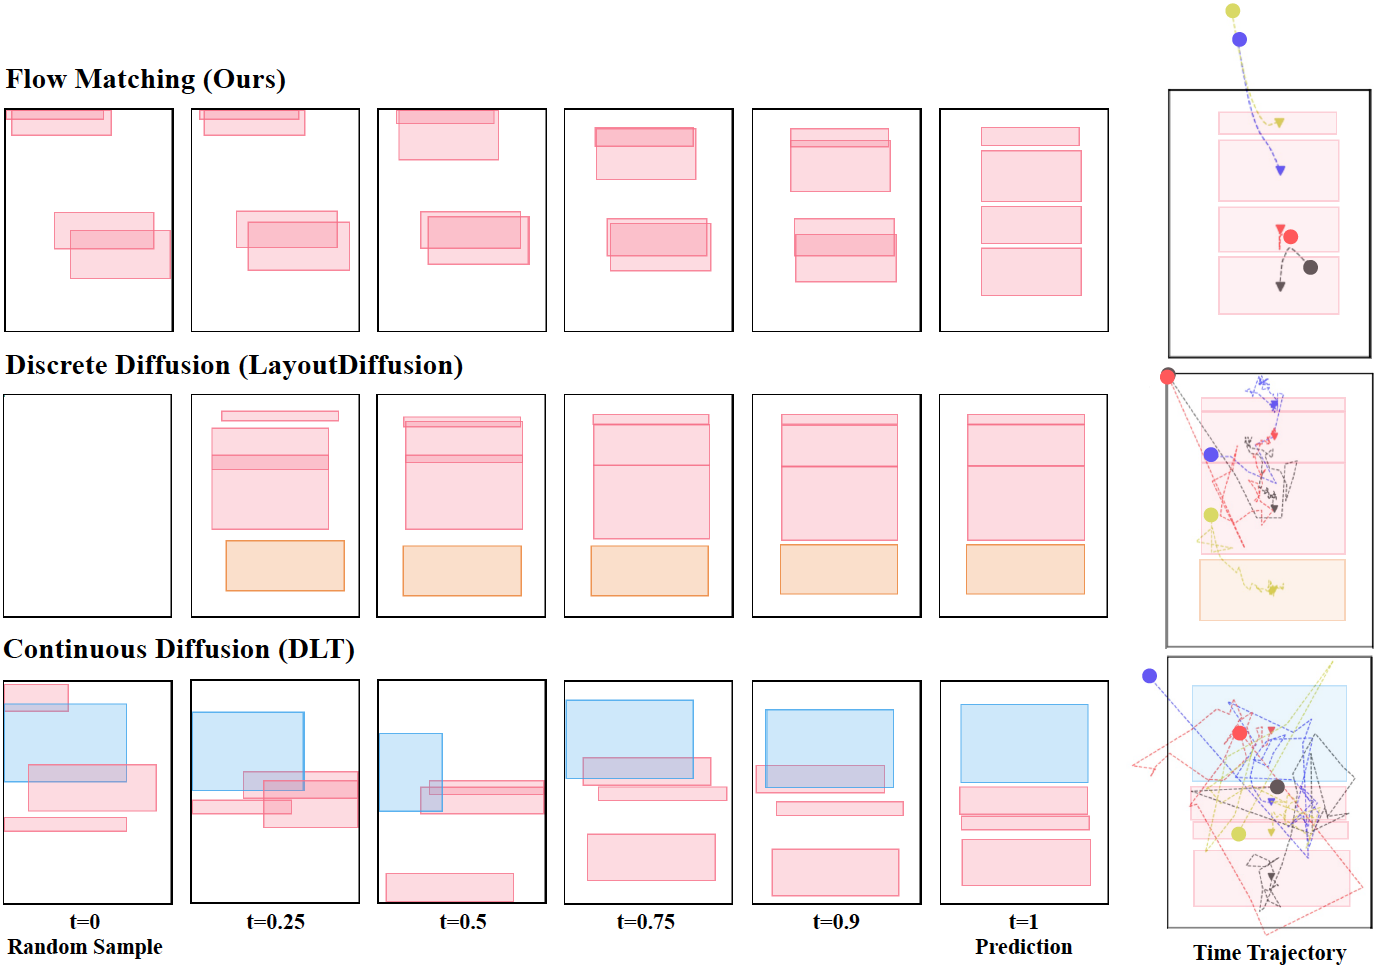 Flow Matching (Ours)
Discrete Diffusion (LayoutDiffusion)
Continuous Diffusion (DLT)
t=0
t=0.25
t=0.5
t=0.75
t=0.9
t=1
Random Sample
Prediction
Time Trajectory